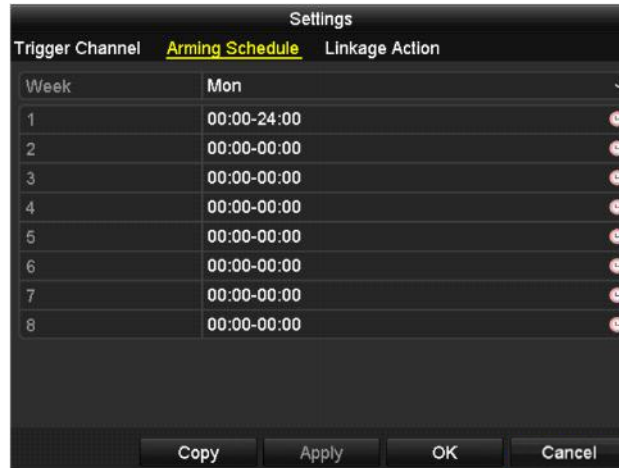 Settings
Trigger Channel Arming Schedule Linkage Action
Week Mon
1 00:00-24:00
2 00:00-00:00
3 00:00-00:00
4 00:00-00:00
5 00:00-00:00
6 00:00-00:00
7 00:00-00:00
8 00:00-00:00
Copy Apply OK Cancel